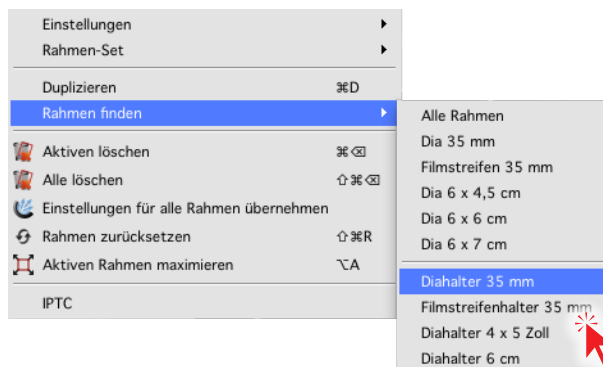 Einstellungen
Rahmen-Set
Duplizieren ⌘D
Rahmen finden
Aktiven löschen ⌘⌫
Alle löschen ⇧⌘⌫
Einstellungen für alle Rahmen übernehmen
Rahmen zurücksetzen ⇧⌘R
Aktiven Rahmen maximieren ⌥A
IPTC
Alle Rahmen
Dia 35 mm
Filmstreifen 35 mm
Dia 6 x 4,5 cm
Dia 6 x 6 cm
Dia 6 x 7 cm
Diahalter 35 mm
Filmstreifenhalter 35 mm
Diahalter 4 x 5 Zoll
Diahalter 6 cm